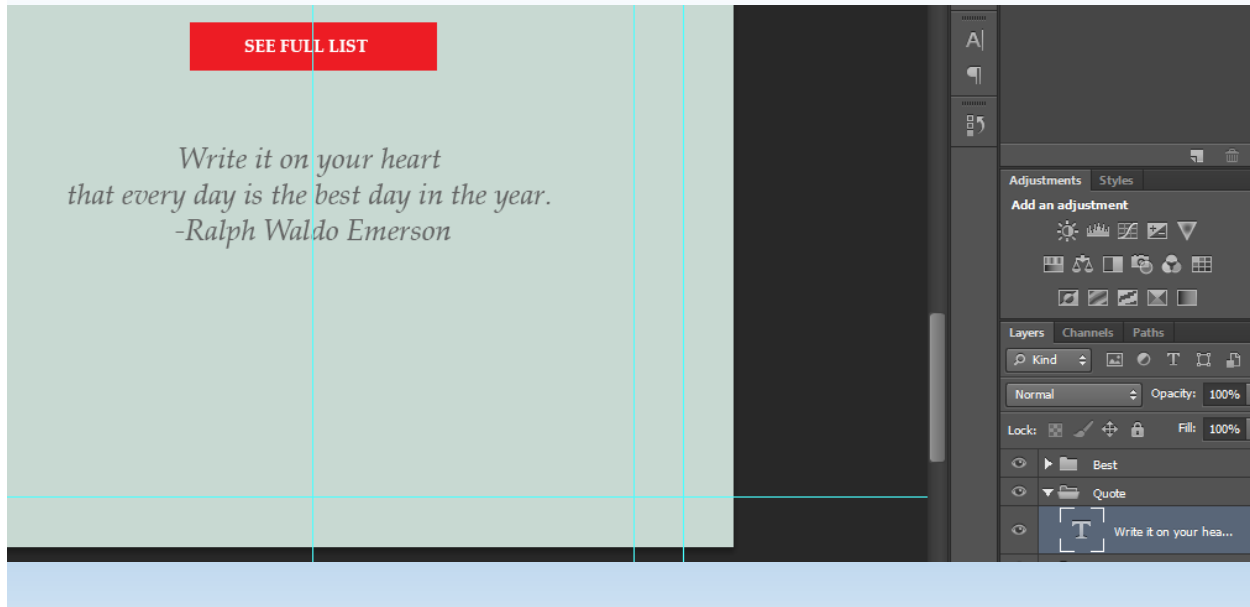 SEE FULL LIST
Write it on your heart
that every day is the best day in the year.
-Ralph Waldo Emerson
A
Adjustments Styles
Add an adjustment
Layers Channels Paths
Kind T
Normal Opacity: 100%
Lock: Fill: 100%
Best
Quote
T Write it on your hea...